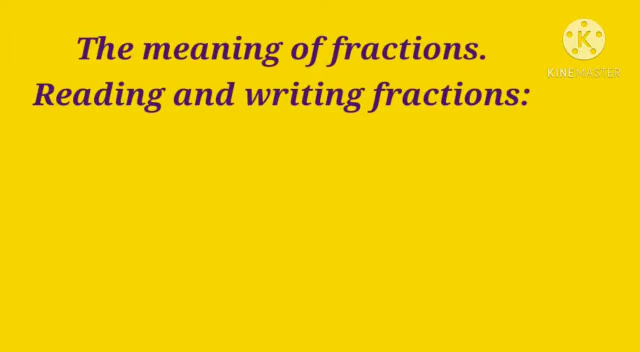 The meaning of fractions.
Reading and writing fractions:
K
KINEMASTER